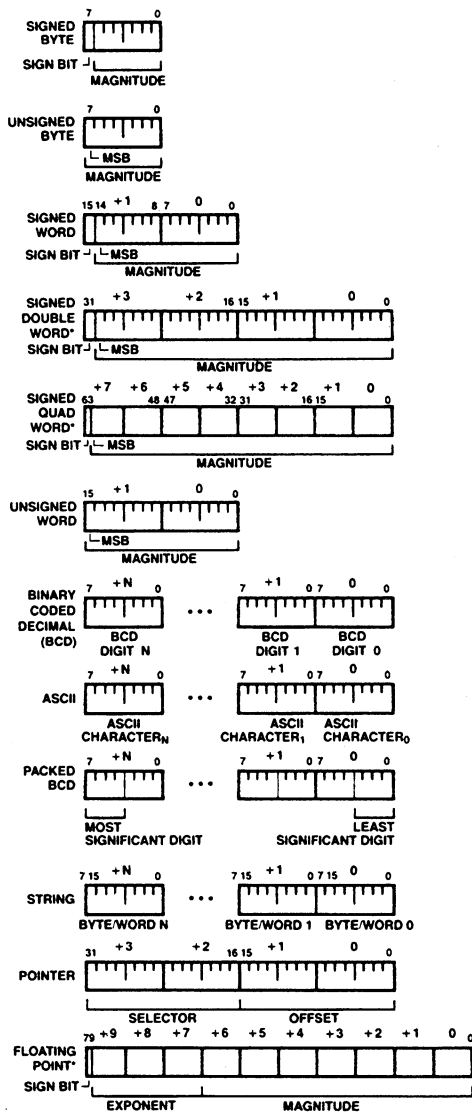 7 0
SIGNED
BYTE
SIGN BIT
MAGNITUDE
7 0
UNSIGNED
BYTE
MSB
MAGNITUDE
15 14 +1 8 7 0 0
SIGNED
WORD
SIGN BIT MSB
MAGNITUDE
31 +3 +2 16 15 +1 0 0
SIGNED
DOUBLE
WORD*
SIGN BIT MSB
MAGNITUDE
+7 +6 +5 +4 +3 +2 +1 0
63 48 47 32 31 16 15 0
SIGNED
QUAD
WORD*
SIGN BIT MSB
MAGNITUDE
15 +1 0 0
UNSIGNED
WORD
MSB
MAGNITUDE
7 +N 0 7 +1 0 7 0 0
BINARY
CODED
DECIMAL
(BCD)
•••
BCD
DIGIT N
BCD
DIGIT 1
BCD
DIGIT 0
7 +N 0 7 +1 0 7 0 0
ASCII
•••
ASCII
CHARACTERN
ASCII
CHARACTER1
ASCII
CHARACTER0
7 +N 0 7 +1 0 7 0 0
PACKED
BCD
•••
MOST
SIGNIFICANT DIGIT
LEAST
SIGNIFICANT DIGIT
7 15 +N 0 7 15 +1 0 7 15 0 0
STRING
•••
BYTE/WORD N BYTE/WORD 1 BYTE/WORD 0
31 +3 +2 16 15 +1 0 0
POINTER
SELECTOR OFFSET
79 +9 +8 +7 +6 +5 +4 +3 +2 +1 0 0
FLOATING
POINT*
SIGN BIT
EXPONENT MAGNITUDE